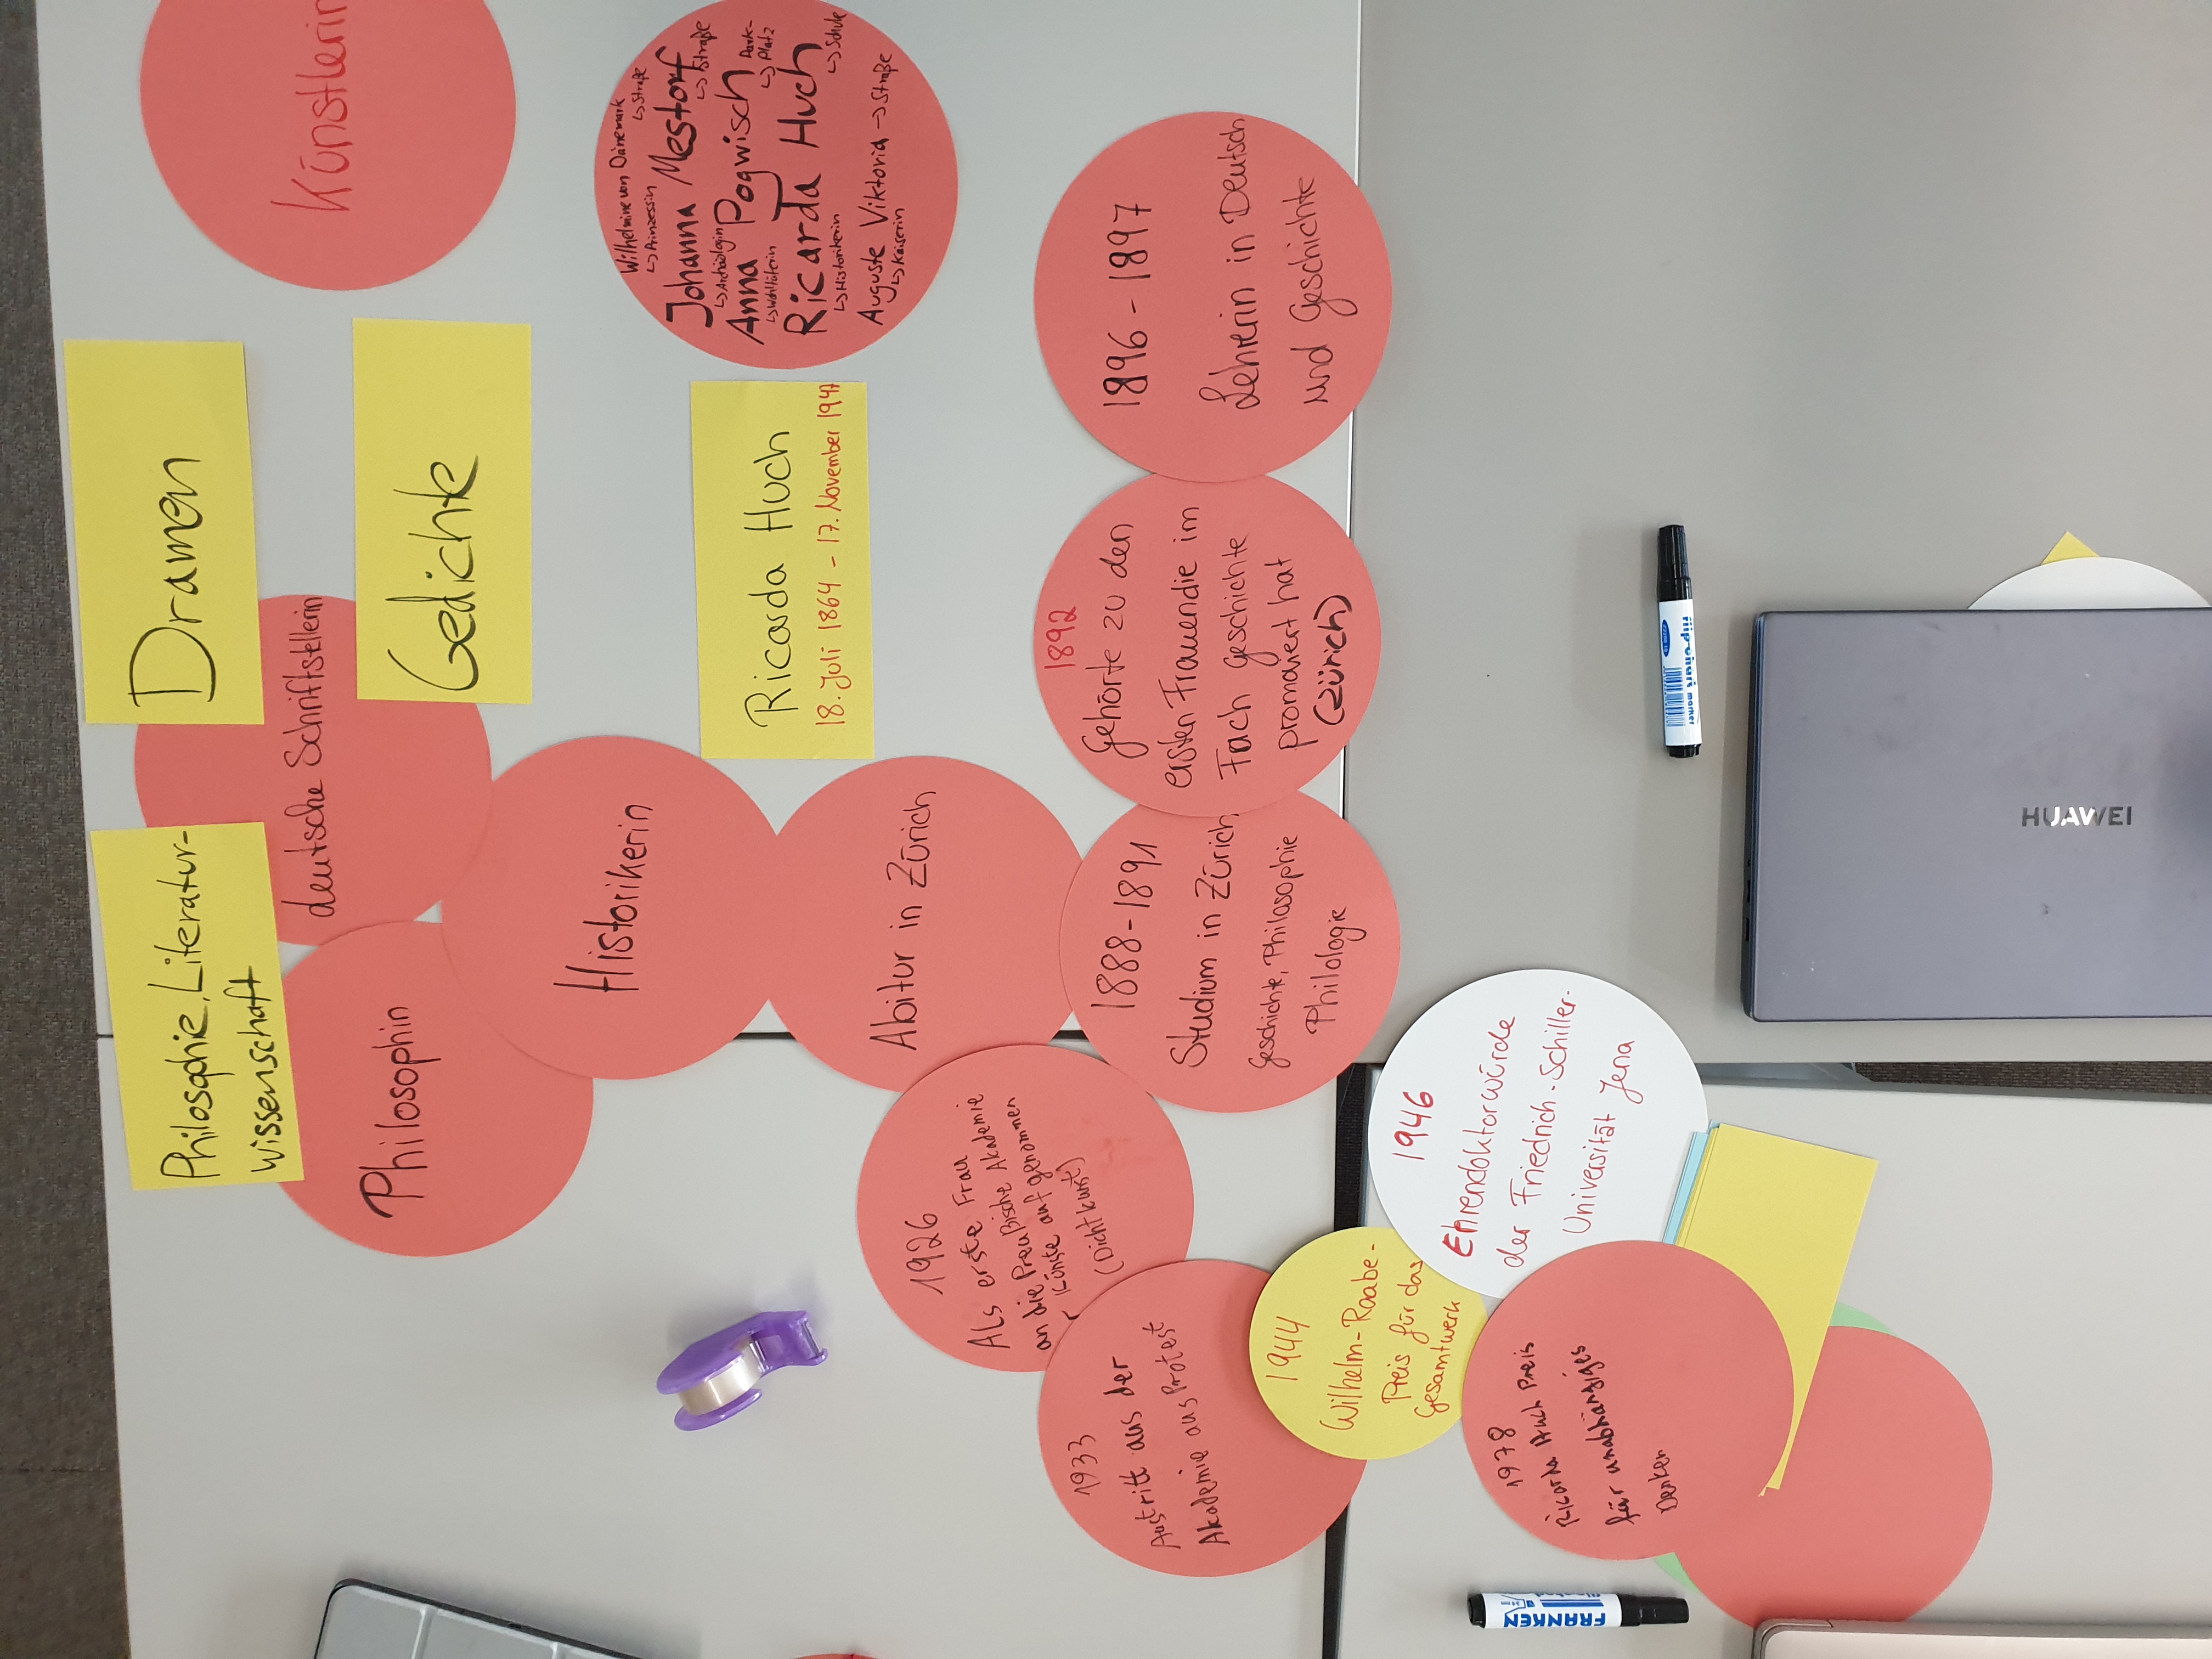 Philosophie, Literatur-
wissenschaft
Dramen
deutsche Schriftstellerin
Philosophin
Künstlerin
Gedichte
Historikerin
Wilhelmine von Dänemark
↳ Prinzessin
↳ Straße
Johanna Mestorf
↳ Archäologin
↳ Straße
Anna Pogwisch
↳ Wohltäterin
↳ Park-
Platz
Ricarda Huch
↳ Historikerin
↳ Schule
Auguste Viktoria → Straße
↳ Kaiserin
Ricarda Huch
18. Juli 1864 - 17. November 1947
Abitur in Zürich
1926
Als erste Frau
an die Preußische Akademie
r Künste aufgenommen
(Dichtkunst)
1933
Austritt aus der
Akademie aus Protest
1888-1891
Studium in Zürich
Geschichte, Philosophie
Philologie
1892
Gehörte zu den
ersten Frauen die im
Fach Geschichte
promoviert hat
(Zürich)
1896 - 1897
Lehrerin in Deutsch
und Geschichte
1944
Wilhelm-Raabe-
Preis für das
Gesamtwerk
1946
Ehrendoktorwürde
der Friedrich-Schiller-
Universität Jena
1978
Ricarda Huch Preis
für unabhängiges
Denken
FRANKEN
flip-chart
marker
HUAWEI